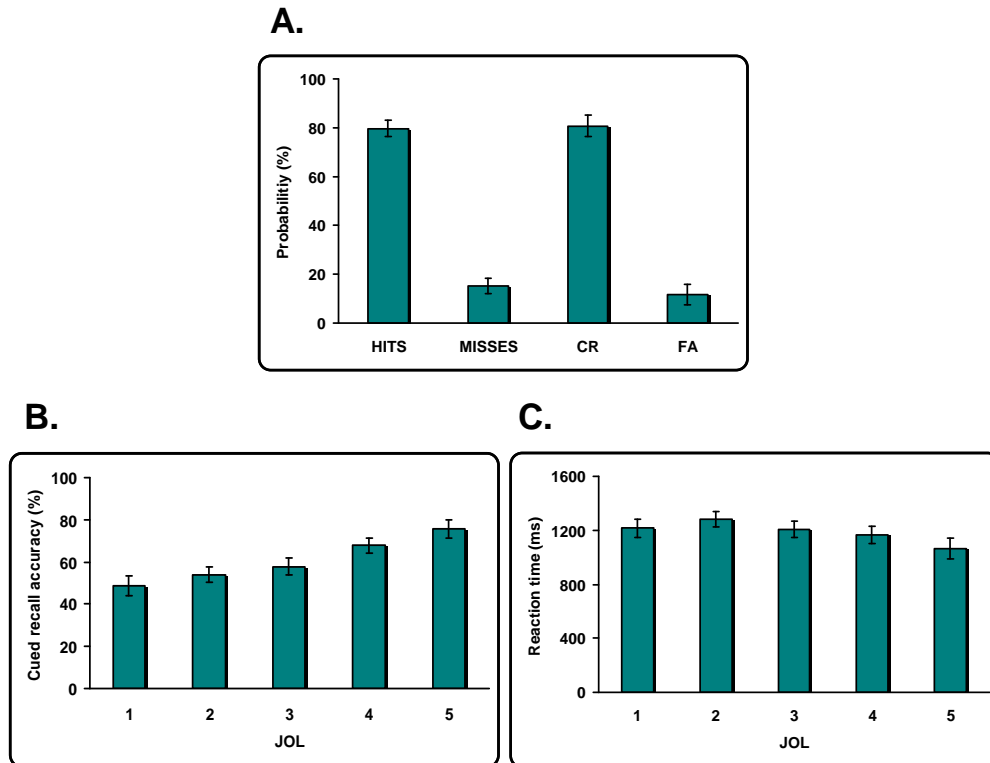 A.
100
80
60
40
20
0
Probabilitiy (%)
HITS MISSES CR FA
B.
100
80
60
40
20
0
Cued recall accuracy (%)
1 2 3 4 5
JOL
C.
1600
1200
800
400
0
Reaction time (ms)
1 2 3 4 5
JOL